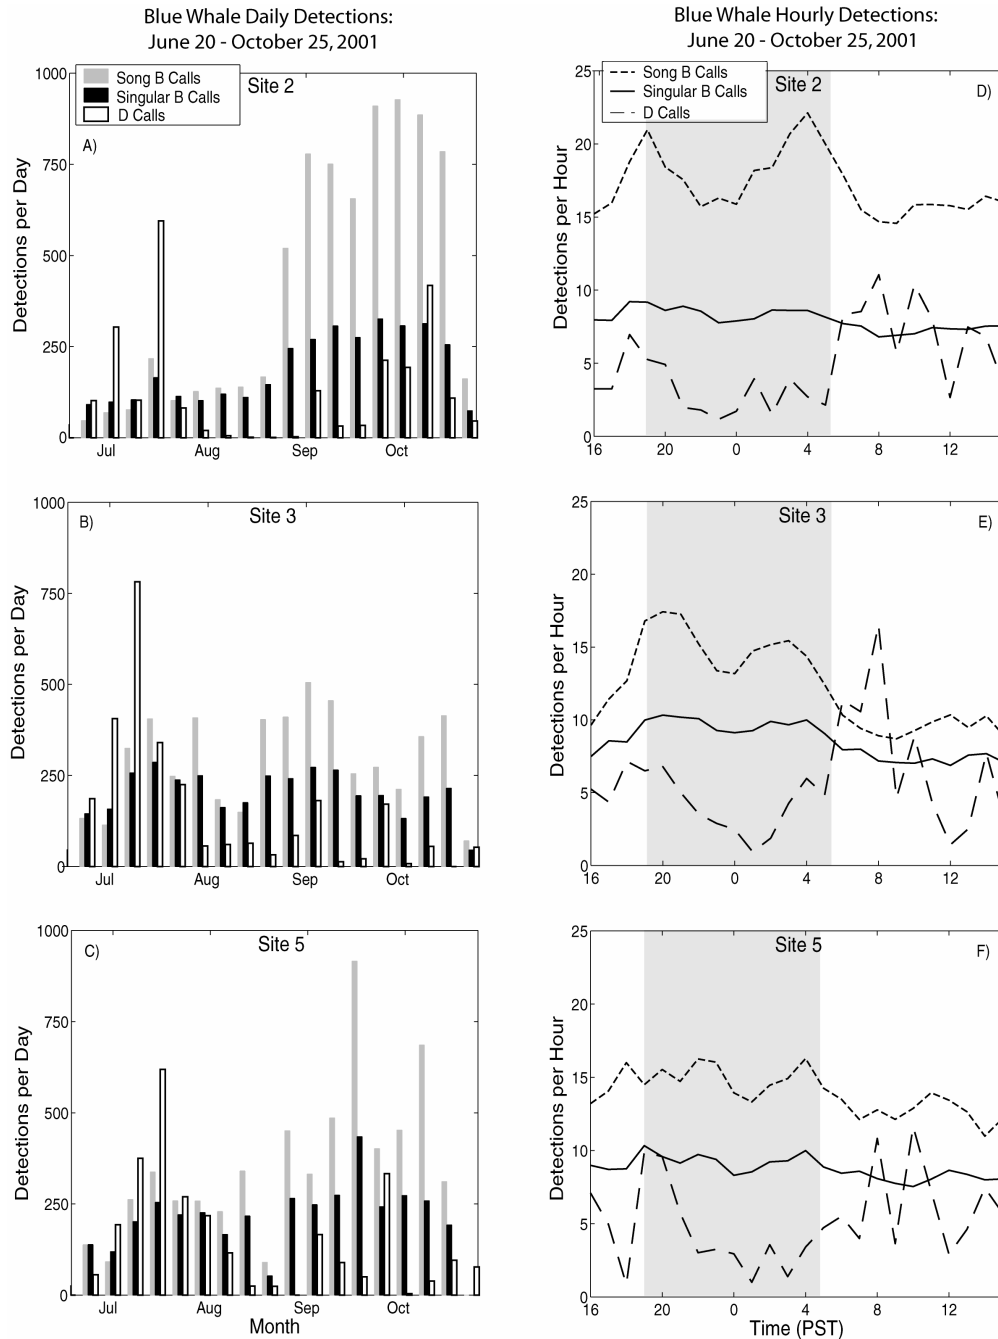 Blue Whale Daily Detections:
June 20 - October 25, 2001
Song B Calls
Singular B Calls
D Calls
Site 2
A)
1000
750
500
250
0
Detections per Day
Jul
Aug
Sep
Oct
Site 3
B)
1000
750
500
250
0
Detections per Day
Jul
Aug
Sep
Oct
Site 5
C)
1000
750
500
250
0
Detections per Day
Jul
Aug
Sep
Oct
Month
Blue Whale Hourly Detections:
June 20 - October 25, 2001
Song B Calls
Singular B Calls
D Calls
Site 2
D)
25
20
15
10
5
0
Detections per Hour
16
20
0
4
8
12
Site 3
E)
25
20
15
10
5
0
Detections per Hour
16
20
0
4
8
12
Site 5
F)
25
20
15
10
5
0
Detections per Hour
16
20
0
4
8
12
Time (PST)